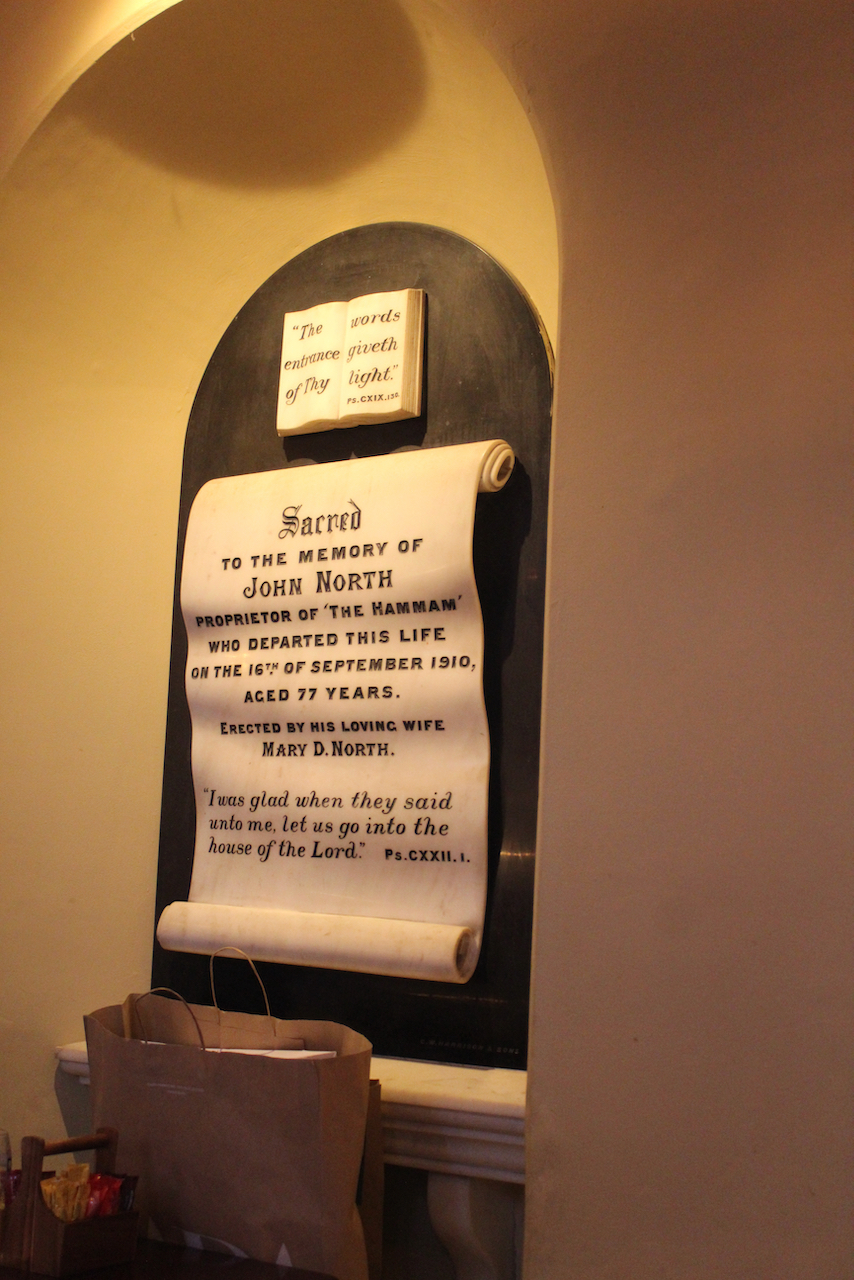 "The words
entrance giveth
of Thy light."
Ps.CXIX.130.
Sacred
TO THE MEMORY OF
JOHN NORTH
PROPRIETOR OF 'THE HAMMAM'
WHO DEPARTED THIS LIFE
ON THE 16TH OF SEPTEMBER 1910,
AGED 77 YEARS.
ERECTED BY HIS LOVING WIFE
MARY D. NORTH.
"I was glad when they said
unto me, let us go into the
house of the Lord." Ps.CXXII.I.